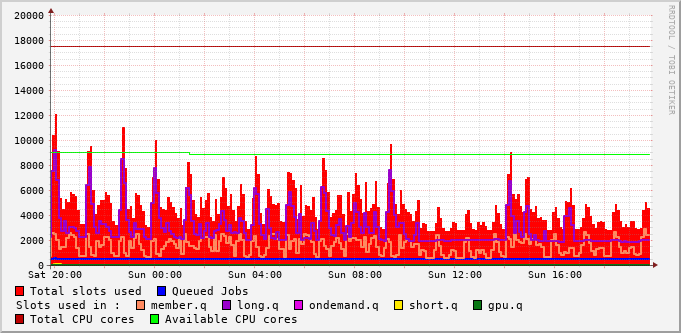 20000
18000
16000
14000
12000
10000
8000
6000
4000
2000
0
Sat 20:00 Sun 00:00 Sun 04:00 Sun 08:00 Sun 12:00 Sun 16:00
Total slots used Queued Jobs
Slots used in : member.q long.q ondemand.q short.q gpu.q
Total CPU cores Available CPU cores
RRDTOOL / TOBI OETIKER